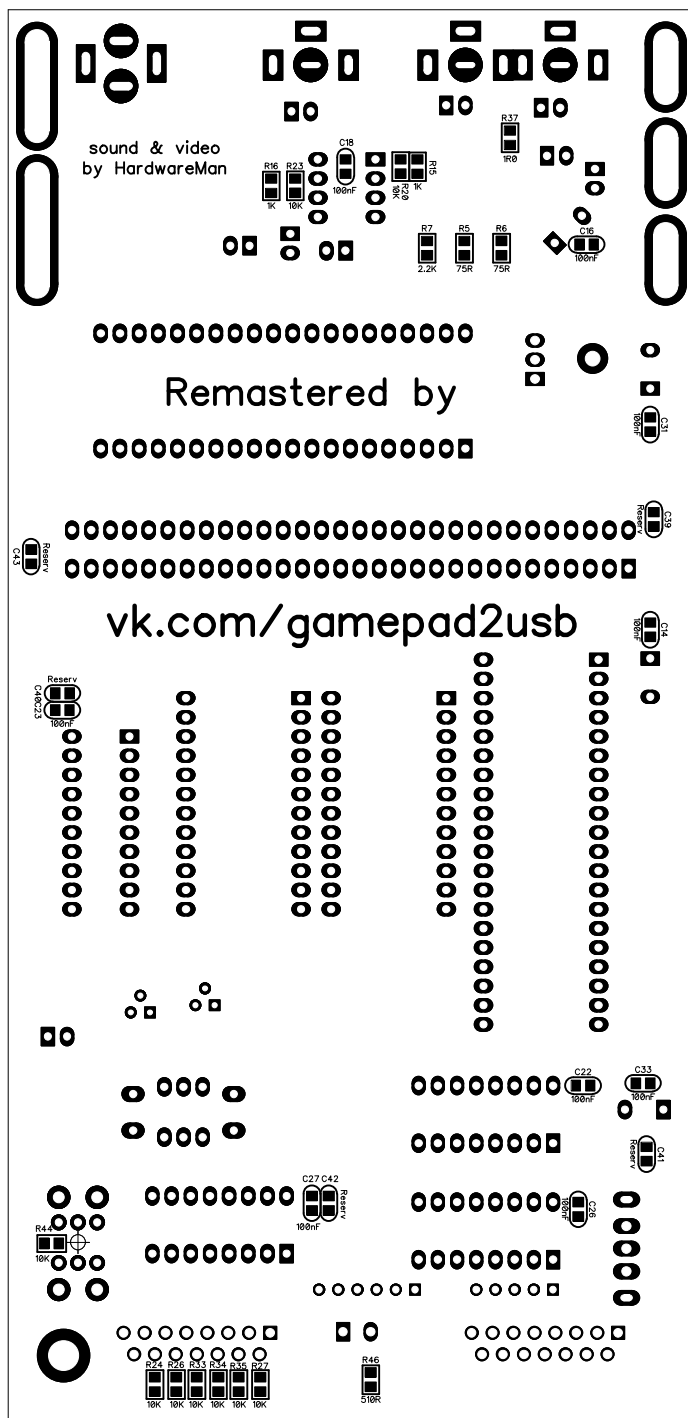 sound & video
by HardwareMan
R16
1K
R23
10K
C18
100nF
R20
10K
R15
1K
R37
1R0
R7
2.2K
R5
75R
R6
75R
C16
100nF
Remastered by
C31
100nF
C39
Reserv
C43
Reserv
vk.com/gamepad2usb
C14
100nF
Reserv
C40
C23
100nF
C22
100nF
C33
100nF
C41
Reserv
C27
100nF
C42
Reserv
C26
100nF
R44
10K
R24
10K
R26
10K
R33
10K
R34
10K
R35
10K
R27
10K
R46
510R